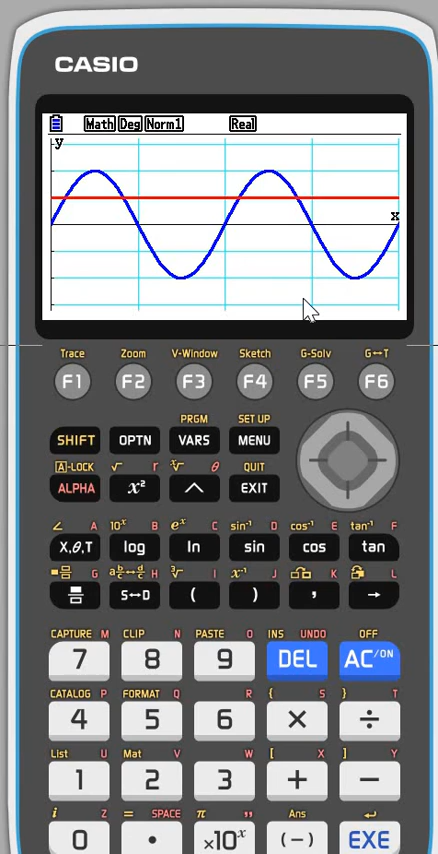 CASIO
Math Deg Norm1 Real
y
x
Trace Zoom V-Window Sketch G-Solv G↔T
F1 F2 F3 F4 F5 F6
PRGM SET UP
SHIFT OPTN VARS MENU
A-LOCK √ r ˣ√ θ QUIT
ALPHA x² ^ EXIT
∠ A 10ˣ B eˣ C sin⁻¹ D cos⁻¹ E tan⁻¹ F
X,θ,T log ln sin cos tan
G a b/c↔d/c H ³√ I x⁻¹ J K L
S↔D ( ) , →
CAPTURE M CLIP N PASTE O INS UNDO OFF
7 8 9 DEL AC/ON
CATALOG P FORMAT Q R { S } T
4 5 6 × ÷
List U Mat V W [ X ] Y
1 2 3 + −
i Z = SPACE π " Ans ↵
0 • ×10ˣ (−) EXE